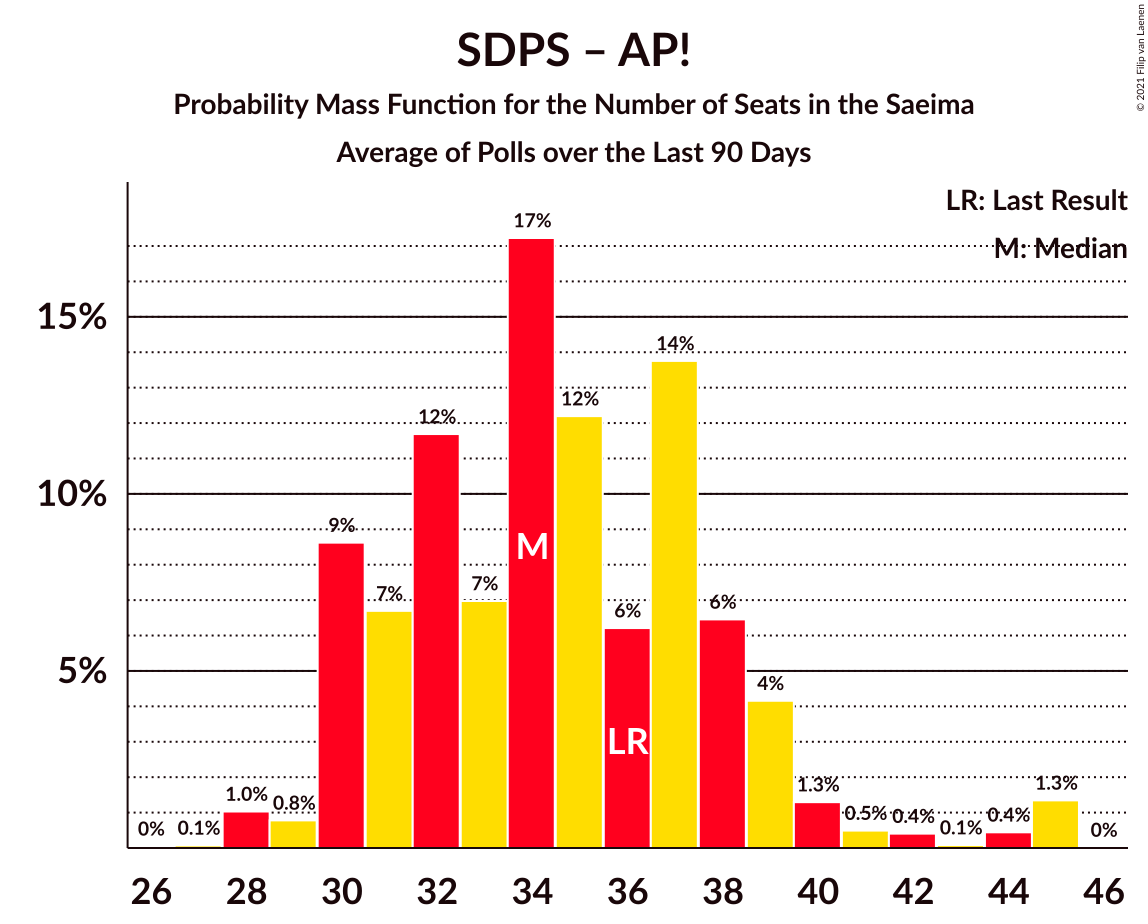 SDPS – AP!
Probability Mass Function for the Number of Seats in the Saeima
Average of Polls over the Last 90 Days
© 2021 Filip van Laenen
LR: Last Result
M: Median
15%
10%
5%
0%
0.1%
1.0%
0.8%
9%
7%
12%
7%
17%
M
12%
6%
LR
14%
6%
4%
1.3%
0.5%
0.4%
0.1%
0.4%
1.3%
0%
26 28 30 32 34 36 38 40 42 44 46